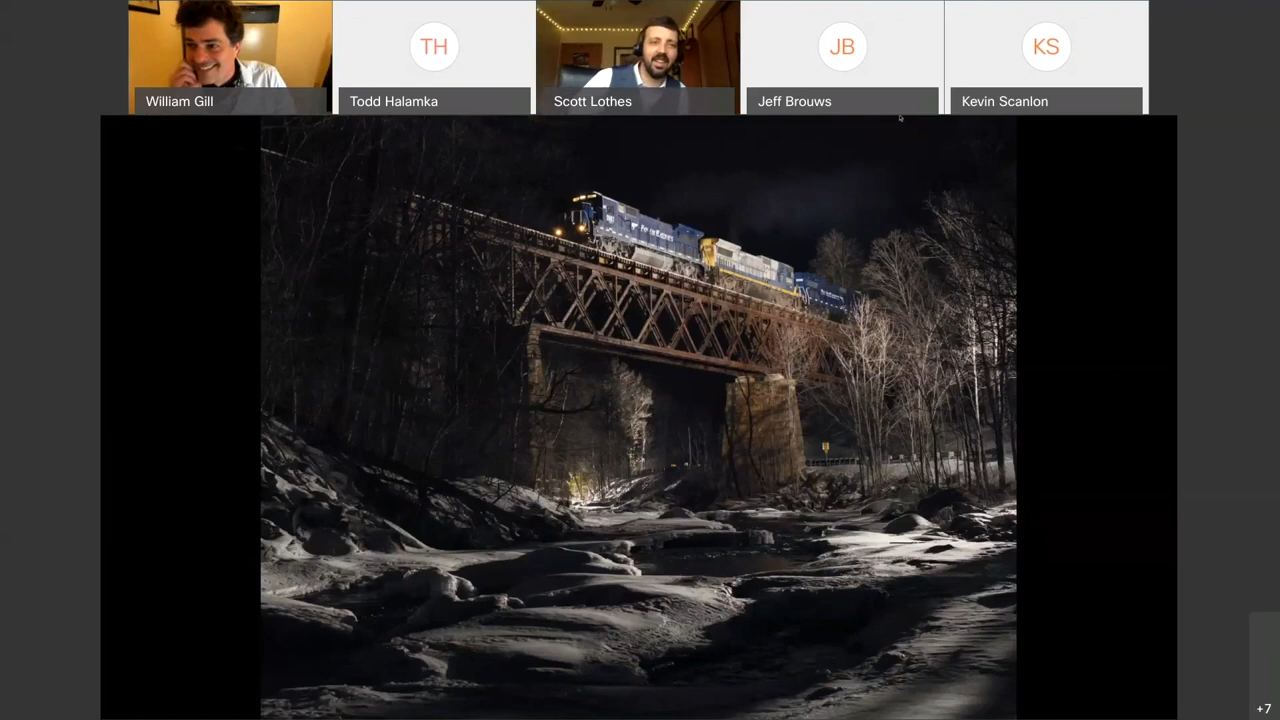 TH
JB
KS
William Gill
Todd Halamka
Scott Lothes
Jeff Brouws
Kevin Scanlon
+7